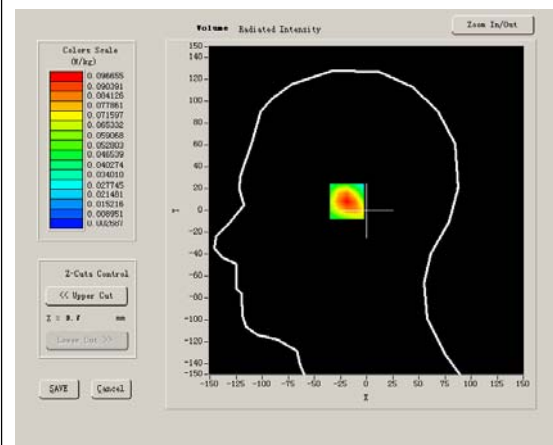 Volume Radiated Intensity
Zoom In/Out
Colors Scale
(W/kg)
0.096655
0.090391
0.084126
0.077861
0.071597
0.065332
0.059068
0.052803
0.046539
0.040274
0.034010
0.027745
0.021481
0.015216
0.008951
0.002687
150
140
120
100
80
60
40
20
Y
0
-20
-40
-60
-80
-100
-120
-140
-150
-150 -125 -100 -75 -50 -25 0 25 50 75 100 125 150
X
Z-Cuts Control
<< Upper Cut
mm
Lower Cut >>
SAVE
Cancel